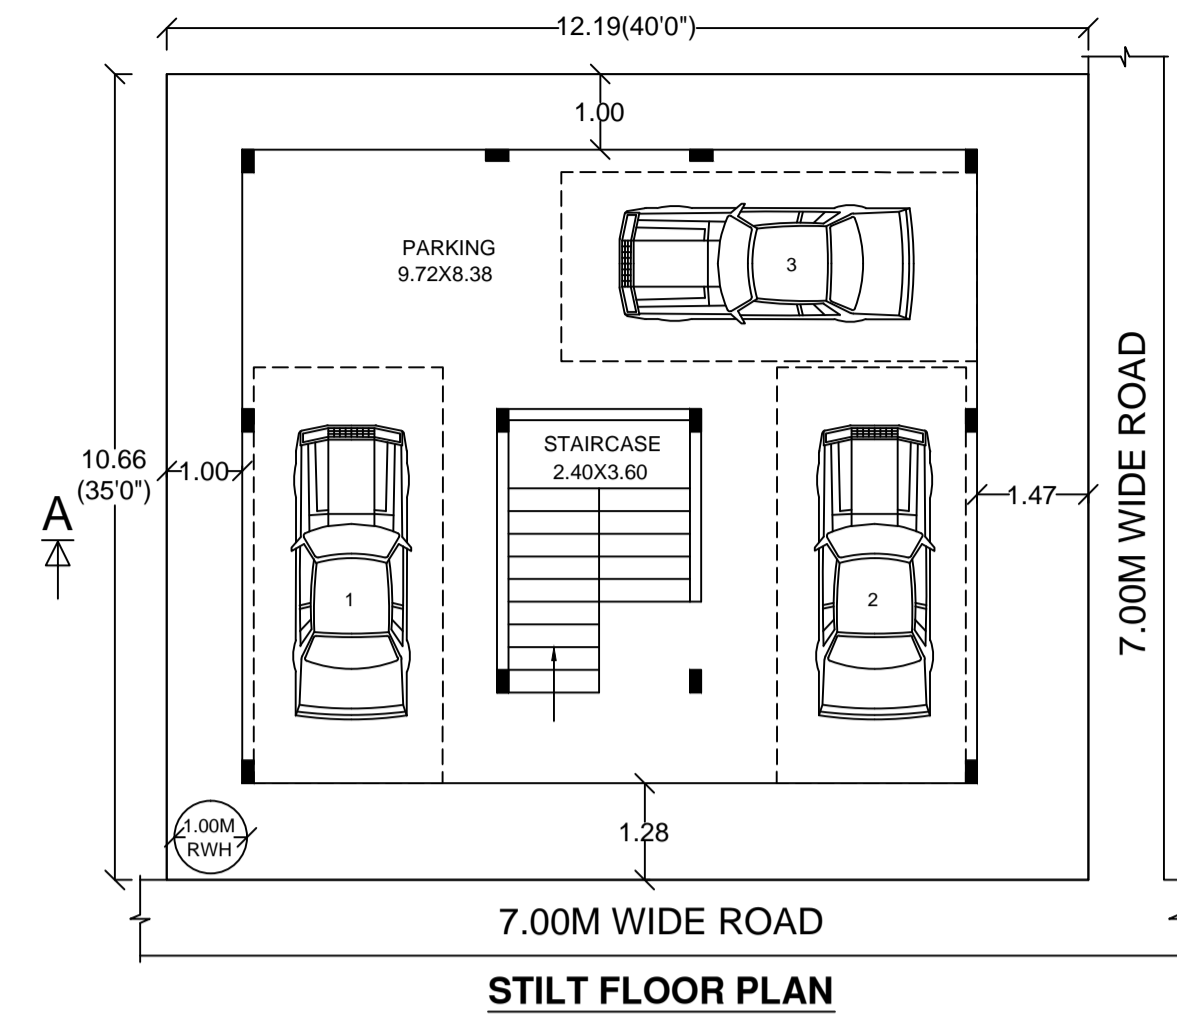 12.19(40'0")
1.00
PARKING
9.72X8.38
3
STAIRCASE
2.40X3.60
10.66
(35'0")
1.00
1.47
A
1
2
7.00M WIDE ROAD
1.00M
RWH
1.28
7.00M WIDE ROAD
STILT FLOOR PLAN